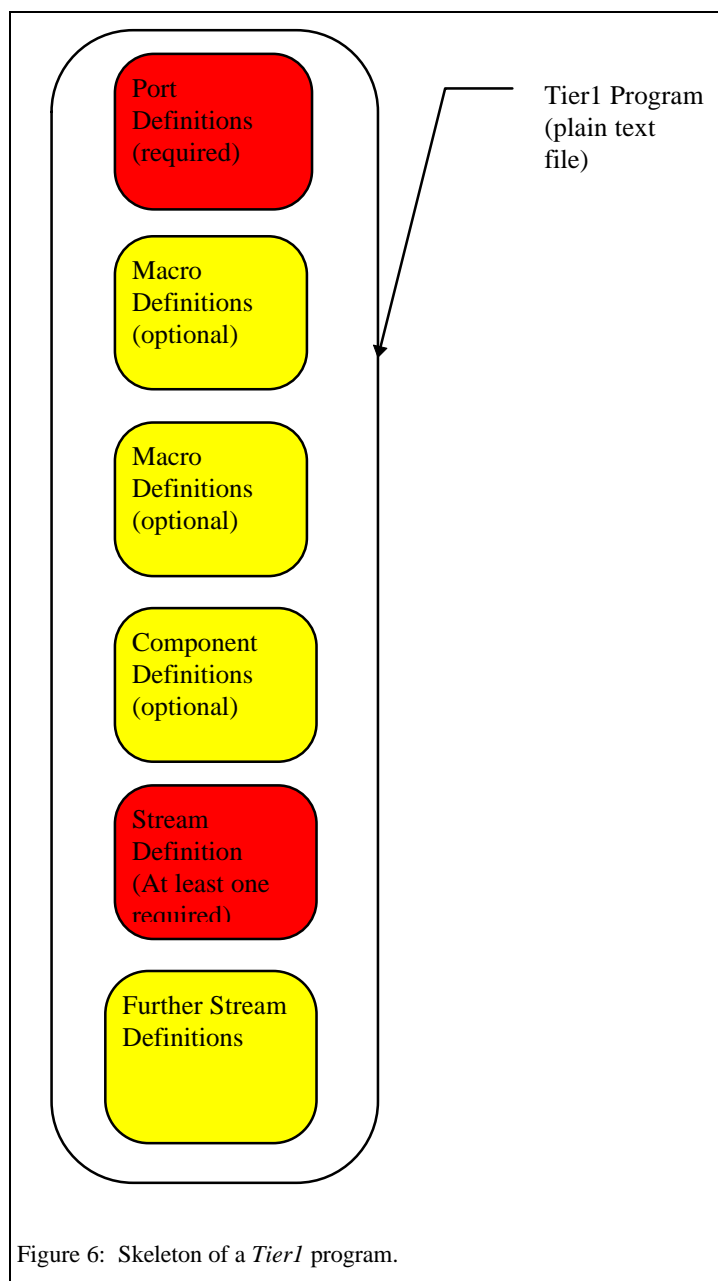 Port
Definitions
(required)
Tier1 Program
(plain text
file)
Macro
Definitions
(optional)
Macro
Definitions
(optional)
Component
Definitions
(optional)
Stream
Definition
(At least one
required)
Further Stream
Definitions
Figure 6: Skeleton of a Tier1 program.